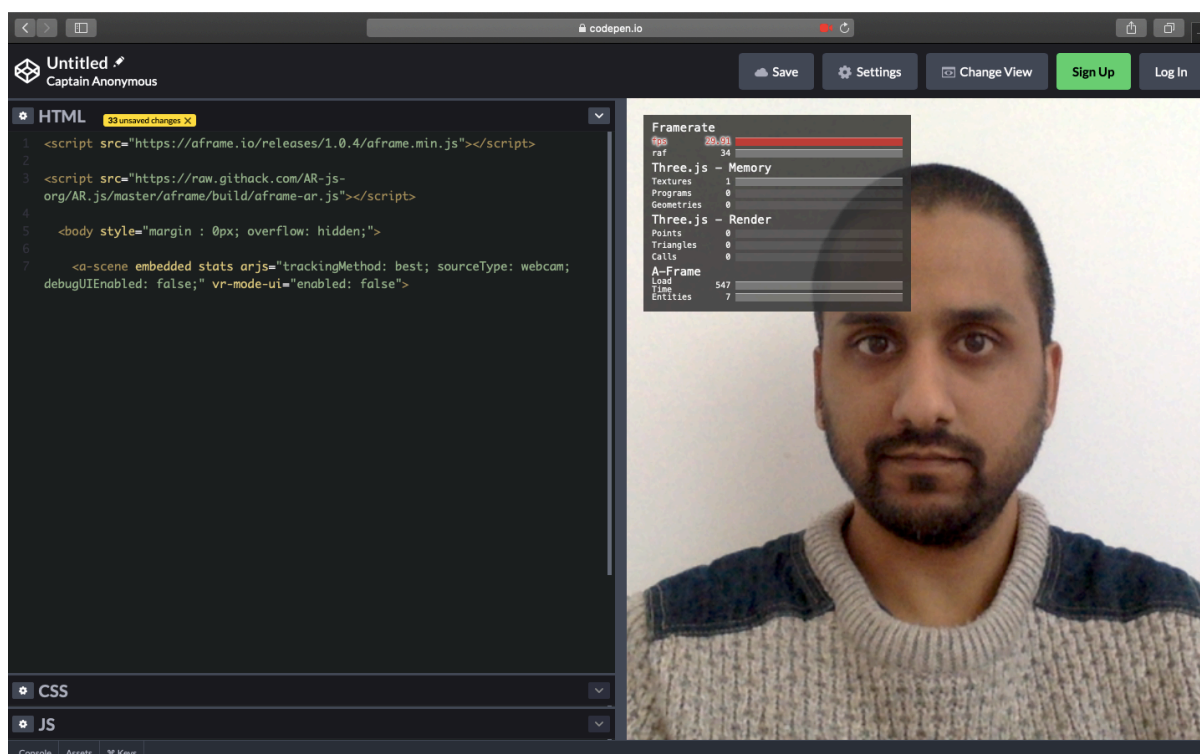 codepen.io
Untitled
Captain Anonymous
Save
Settings
Change View
Sign Up
Log In
HTML
33 unsaved changes X
1 <script src="https://aframe.io/releases/1.0.4/aframe.min.js"></script>
2
3 <script src="https://raw.githack.com/AR-js-
org/AR.js/master/aframe/build/aframe-ar.js"></script>
4
5 <body style="margin : 0px; overflow: hidden;">
6
7 <a-scene embedded stats arjs="trackingMethod: best; sourceType: webcam;
debugUIEnabled: false;" vr-mode-ui="enabled: false">
CSS
JS
Console Assets ⌘ Keys
Framerate
fps 29.91
raf 34
Three.js - Memory
Textures 1
Programs 0
Geometries 0
Three.js - Render
Points 0
Triangles 0
Calls 0
A-Frame
Load
Time 547
Entities 7